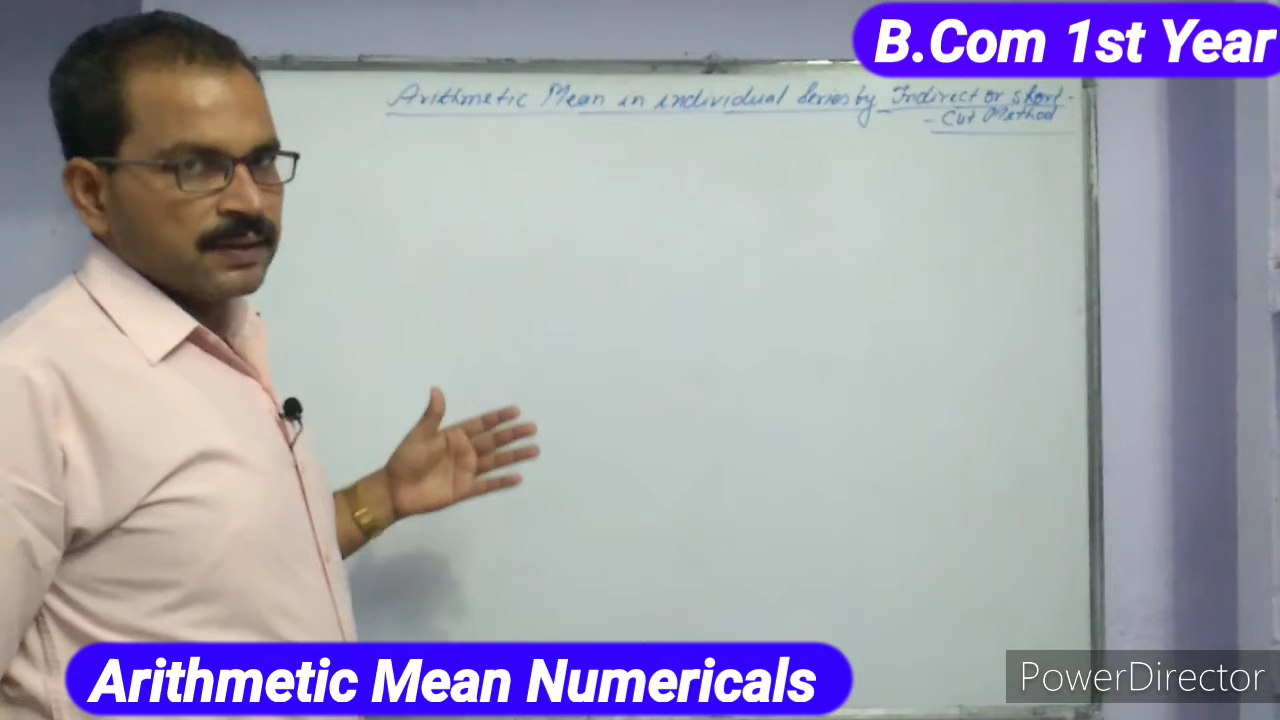 B.Com 1st Year
Arithmetic Mean in individual Series by Indirect or short-
- Cut Method
Arithmetic Mean Numericals
PowerDirector